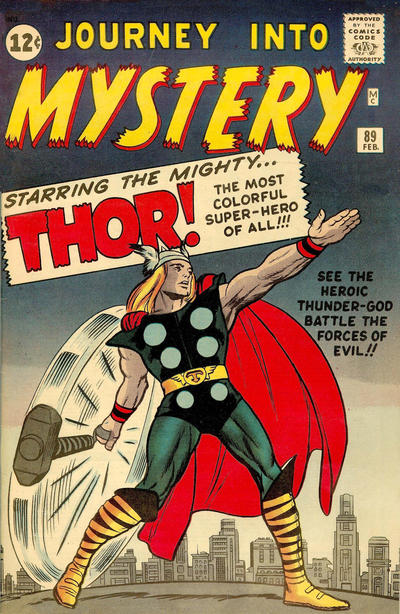 IND.
12¢
JOURNEY INTO
MYSTERY
APPROVED
BY THE
COMICS
CODE
AUTHORITY
MC
89
FEB.
STARRING THE MIGHTY...
THOR!
THE MOST
COLORFUL
SUPER-HERO
OF ALL!!!
SEE THE
HEROIC
THUNDER-GOD
BATTLE THE
FORCES OF
EVIL!!
T